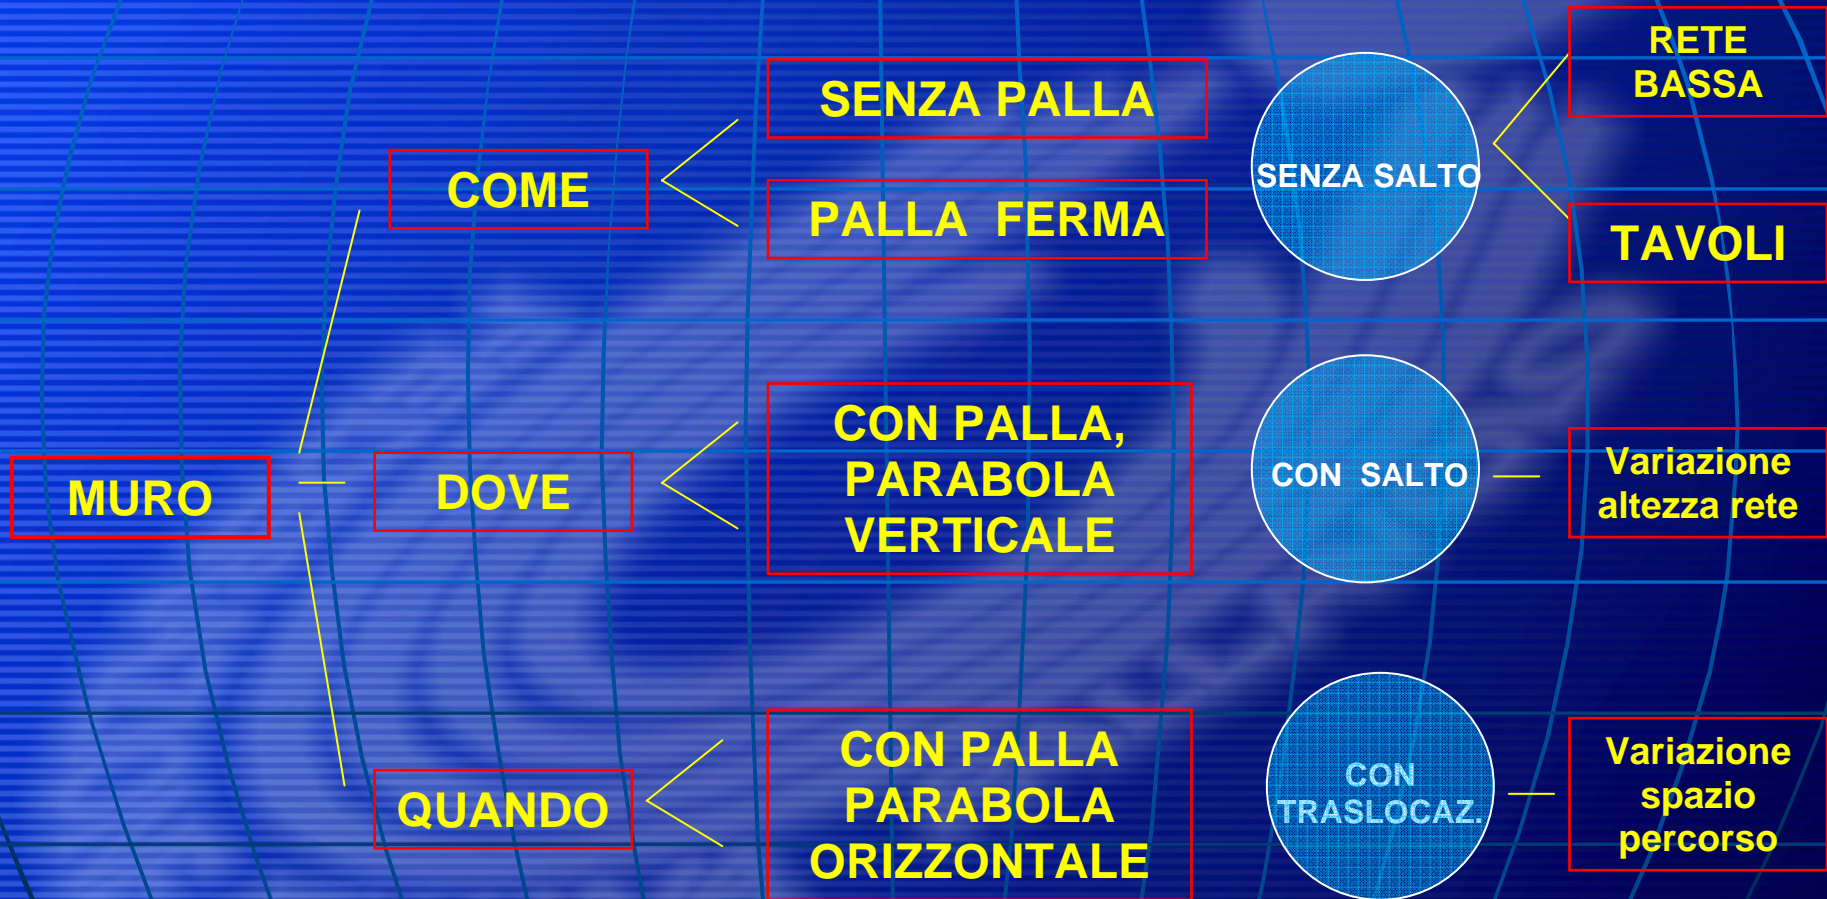 MURO
COME
SENZA PALLA
PALLA FERMA
SENZA SALTO
RETE
BASSA
TAVOLI
DOVE
CON PALLA,
PARABOLA
VERTICALE
CON SALTO
Variazione
altezza rete
QUANDO
CON PALLA
PARABOLA
ORIZZONTALE
CON
TRASLOCAZ.
Variazione
spazio
percorso